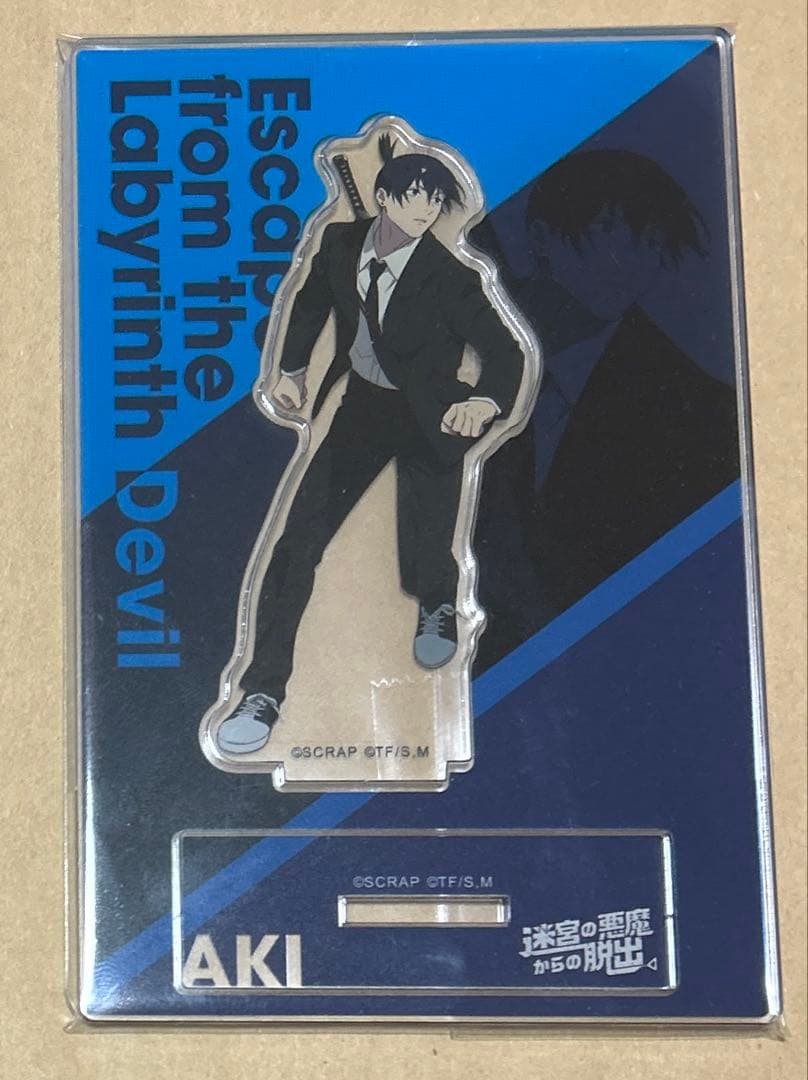 Escape
from the
Labyrinth Devil
©SCRAP ©TF/S,M
©SCRAP ©TF/S.M
AKI
迷宮の悪魔
からの脱出